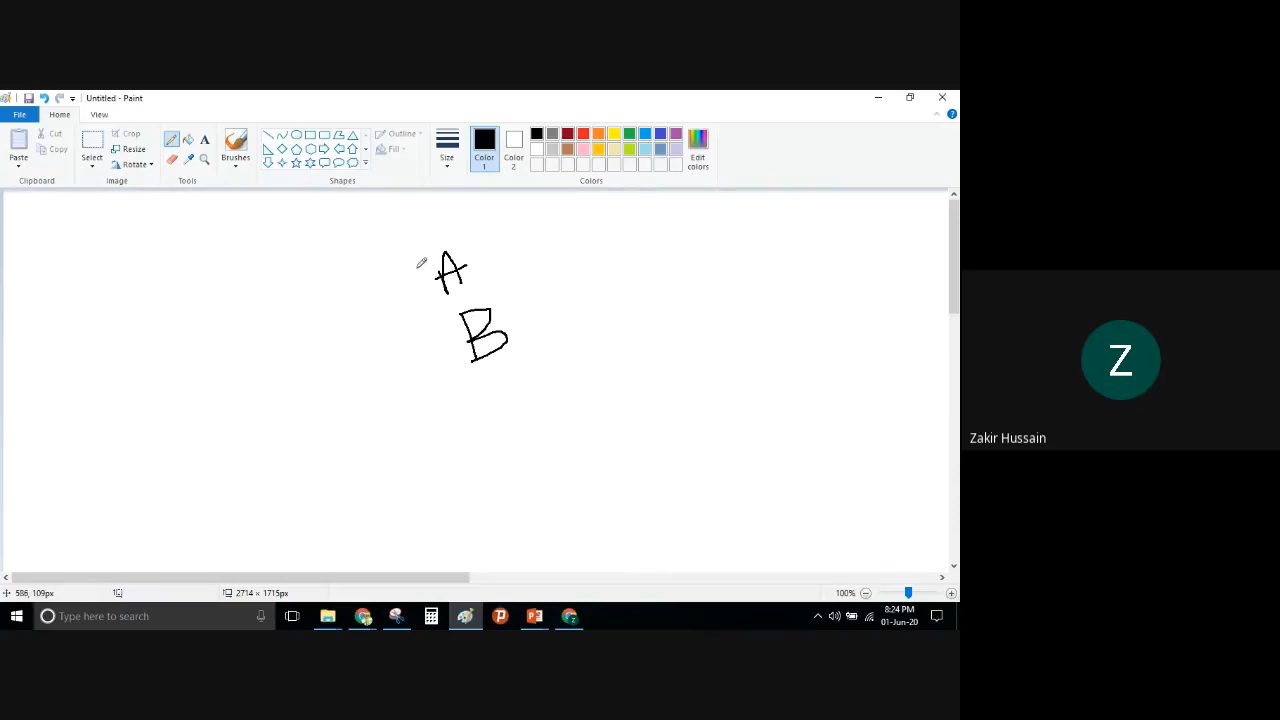 Untitled - Paint
File Home View
Paste
Cut
Copy
Clipboard
Select
Crop
Resize
Rotate
Image
A
Tools
Brushes
Outline
Fill
Shapes
Size
Color 1
Color 2
Edit colors
Colors
A
B
Z
Zakir Hussain
586, 109px
2714 × 1715px
100%
Type here to search
8:24 PM
01-Jun-20